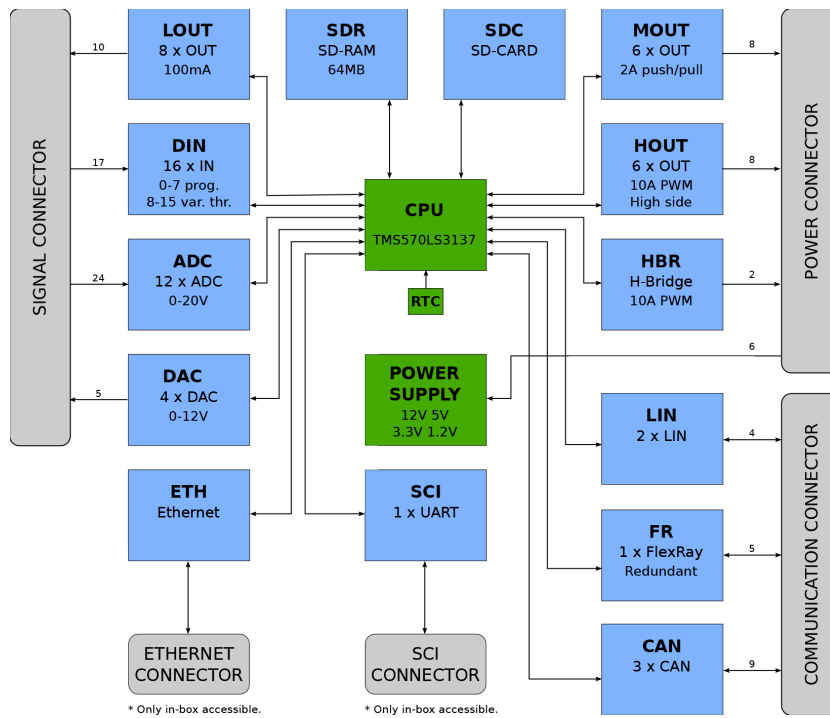 LOUT
8 x OUT
100mA
SDR
SD-RAM
64MB
SDC
SD-CARD
MOUT
6 x OUT
2A push/pull
10
8
SIGNAL CONNECTOR
POWER CONNECTOR
DIN
16 x IN
0-7 prog.
8-15 var. thr.
17
CPU
TMS570LS3137
HOUT
6 x OUT
10A PWM
High side
8
ADC
12 x ADC
0-20V
24
RTC
HBR
H-Bridge
10A PWM
2
6
DAC
4 x DAC
0-12V
5
POWER
SUPPLY
12V 5V
3.3V 1.2V
LIN
2 x LIN
4
COMMUNICATION CONNECTOR
ETH
Ethernet
SCI
1 x UART
FR
1 x FlexRay
Redundant
5
ETHERNET
CONNECTOR
* Only in-box accessible.
SCI
CONNECTOR
* Only in-box accessible.
CAN
3 x CAN
9